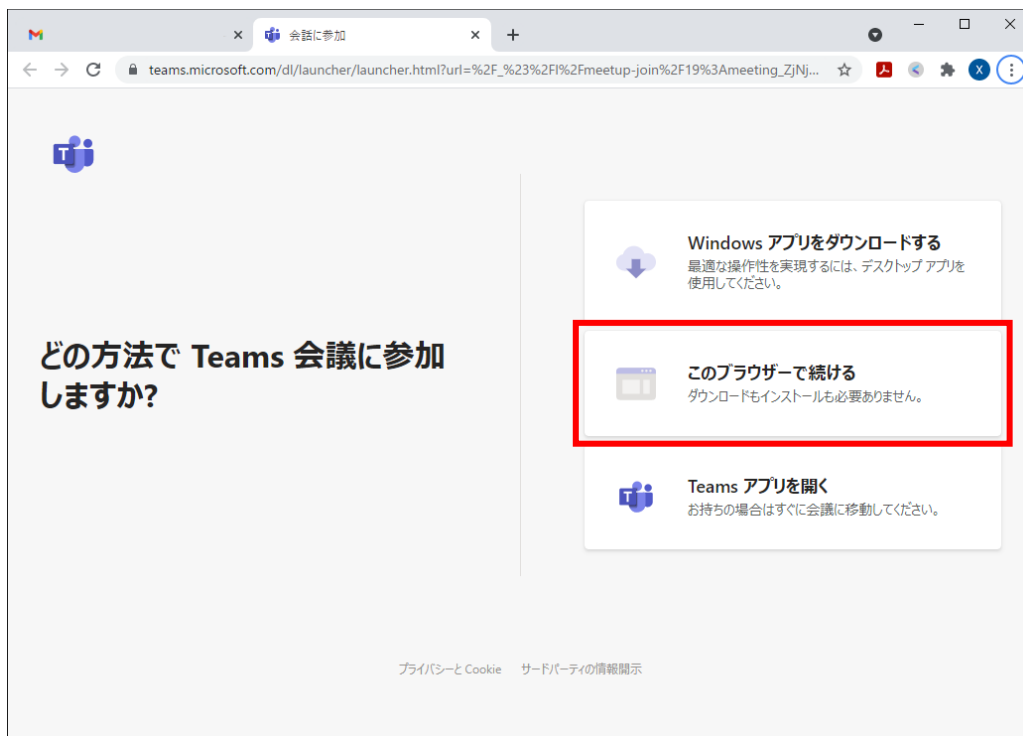 会話に参加
teams.microsoft.com/dl/launcher/launcher.html?url=%2F_%23%2Fl%2Fmeetup-join%2F19%3Ameeting_ZjNj...
X
T
Windows アプリをダウンロードする
最適な操作性を実現するには、デスクトップ アプリを
使用してください。
どの方法で Teams 会議に参加
しますか?
このブラウザーで続ける
ダウンロードもインストールも必要ありません。
T
Teams アプリを開く
お持ちの場合はすぐに会議に移動してください。
プライバシーと Cookie サードパーティの情報開示